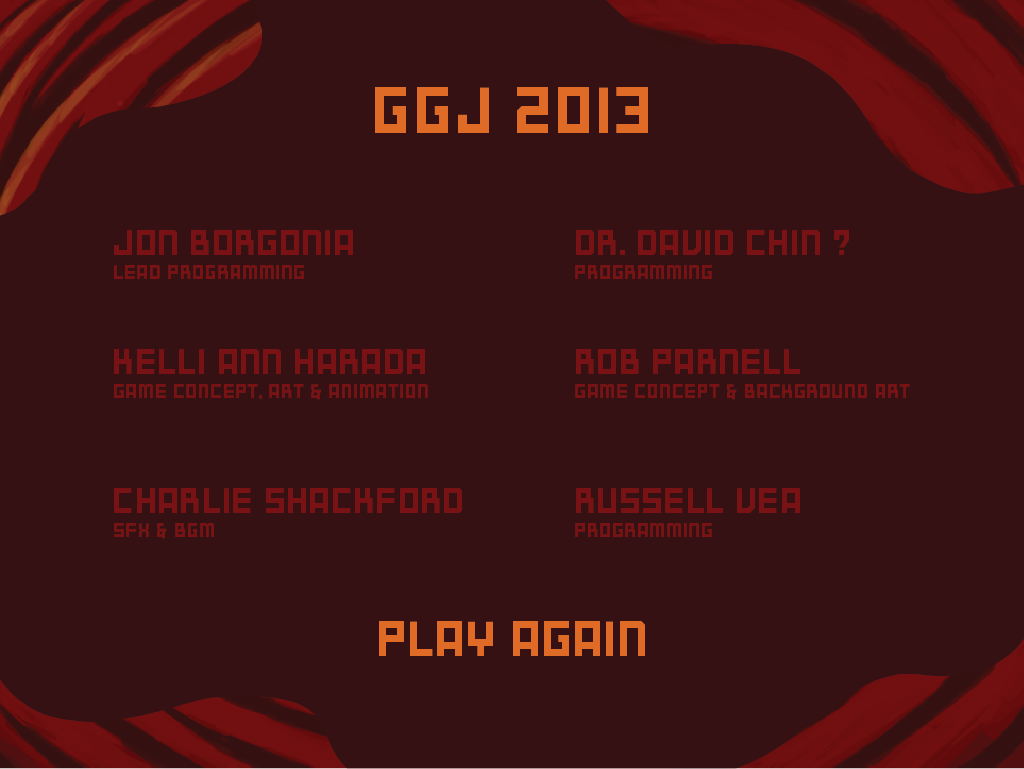 GGJ 2013
JON BORGONIA
LEAD PROGRAMMING
DR. DAVID CHIN ?
PROGRAMMING
KELLI ANN HARADA
GAME CONCEPT, ART & ANIMATION
ROB PARNELL
GAME CONCEPT & BACKGROUND ART
CHARLIE SHACKFORD
SFX & BGM
RUSSELL VEA
PROGRAMMING
PLAY AGAIN